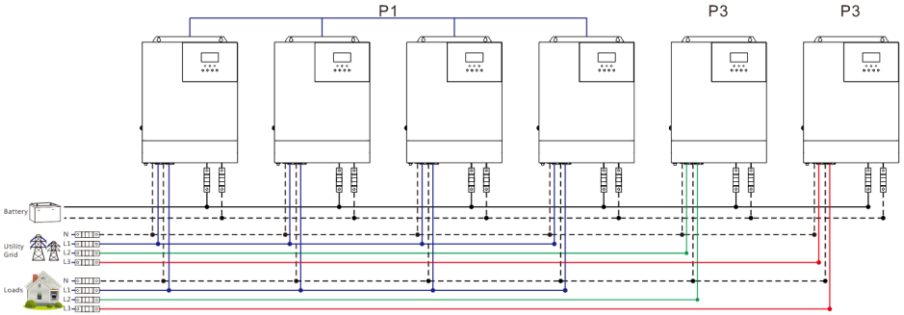 P1 P3 P3
Battery
Utility
Grid
N
L1
L2
L3
Loads
N
L1
L2
L3